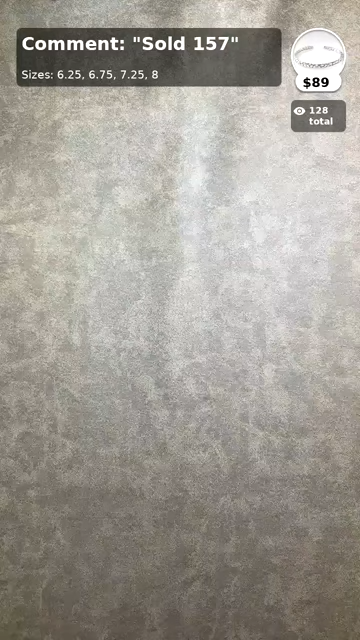 Comment: "Sold 157"
Sizes: 6.25, 6.75, 7.25, 8
$89
128
total